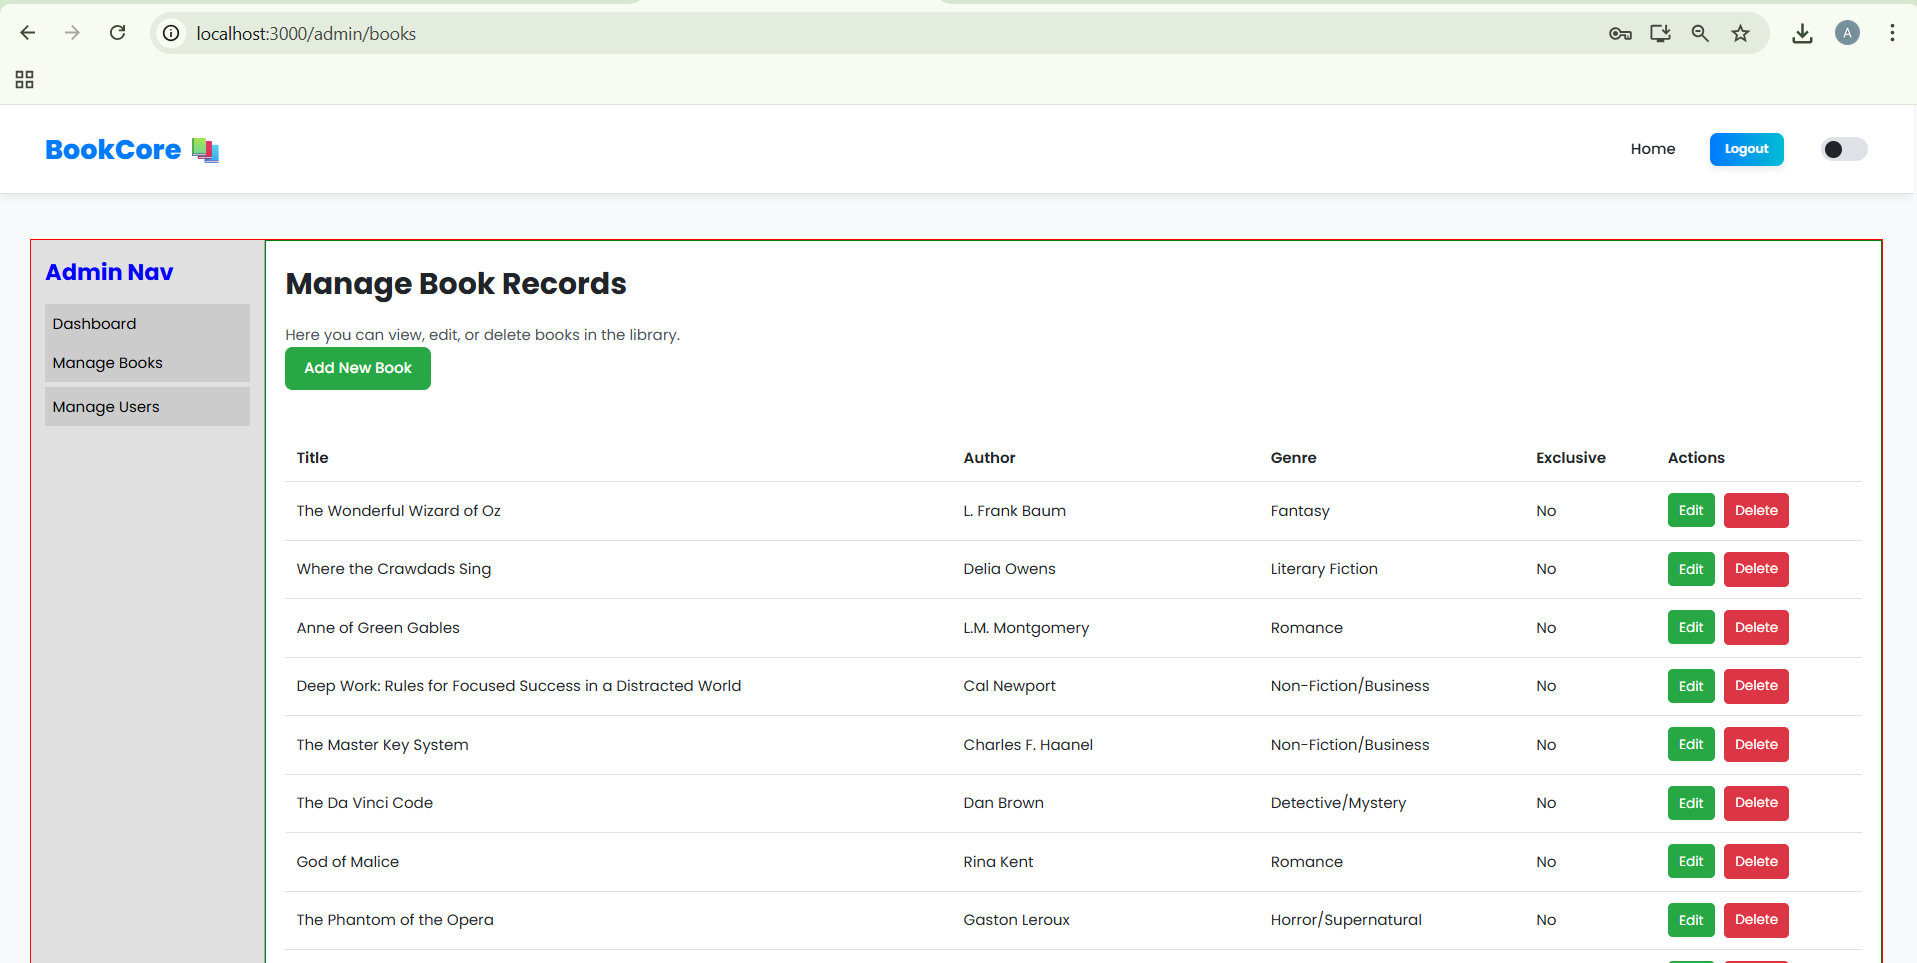 localhost:3000/admin/books
A
BookCore
Home
Logout
Admin Nav
Dashboard
Manage Books
Manage Users
Manage Book Records
Here you can view, edit, or delete books in the library.
Add New Book
Title Author Genre Exclusive Actions
The Wonderful Wizard of Oz L. Frank Baum Fantasy No Edit Delete
Where the Crawdads Sing Delia Owens Literary Fiction No Edit Delete
Anne of Green Gables L.M. Montgomery Romance No Edit Delete
Deep Work: Rules for Focused Success in a Distracted World Cal Newport Non-Fiction/Business No Edit Delete
The Master Key System Charles F. Haanel Non-Fiction/Business No Edit Delete
The Da Vinci Code Dan Brown Detective/Mystery No Edit Delete
God of Malice Rina Kent Romance No Edit Delete
The Phantom of the Opera Gaston Leroux Horror/Supernatural No Edit Delete